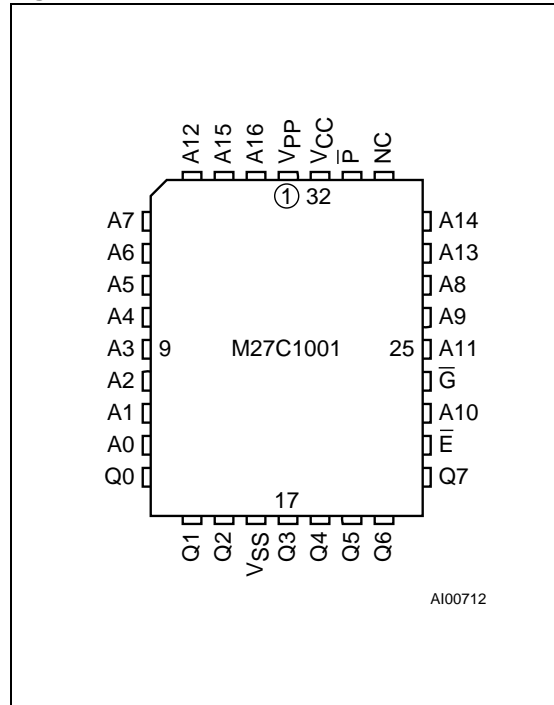 A12 A15 A16 VPP VCC P̅ NC
1 32
A7 A14
A6 A13
A5 A8
A4 A9
A3 9 M27C1001 25 A11
A2 G̅
A1 A10
A0 E̅
Q0 Q7
17
Q1 Q2 VSS Q3 Q4 Q5 Q6
AI00712